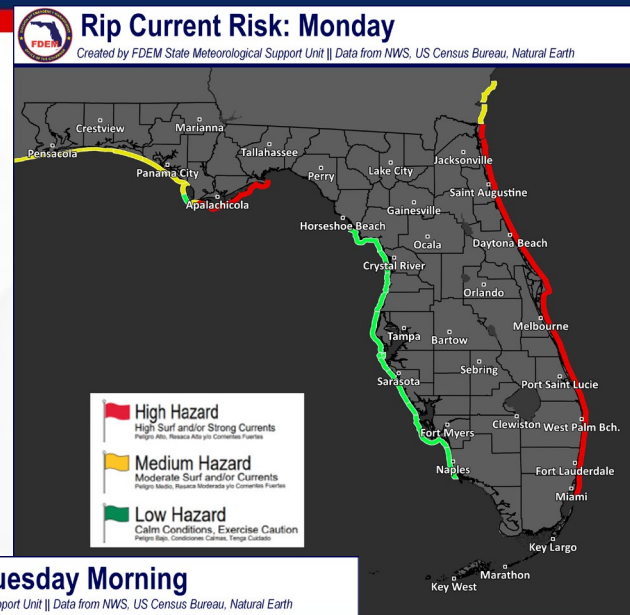 FDEM
Rip Current Risk: Monday
Created by FDEM State Meteorological Support Unit || Data from NWS, US Census Bureau, Natural Earth
Crestview
Marianna
Pensacola
Tallahassee
Panama City
Perry
Lake City
Jacksonville
Apalachicola
Saint Augustine
Gainesville
Horseshoe Beach
Ocala
Daytona Beach
Crystal River
Orlando
Melbourne
Tampa
Bartow
Sebring
Sarasota
Port Saint Lucie
Clewiston
West Palm Bch.
Fort Myers
Naples
Fort Lauderdale
Miami
Key Largo
Marathon
Key West
High Hazard
High Surf and/or Strong Currents
Peligro Alto, Resaca Alta y/o Corrientes Fuertes
Medium Hazard
Moderate Surf and/or Currents
Peligro Medio, Resaca Moderada y/o Corrientes Fuertes
Low Hazard
Calm Conditions, Exercise Caution
Peligro Bajo, Condiciones Calmas, Tenga Cuidado
uesday Morning
pport Unit || Data from NWS, US Census Bureau, Natural Earth